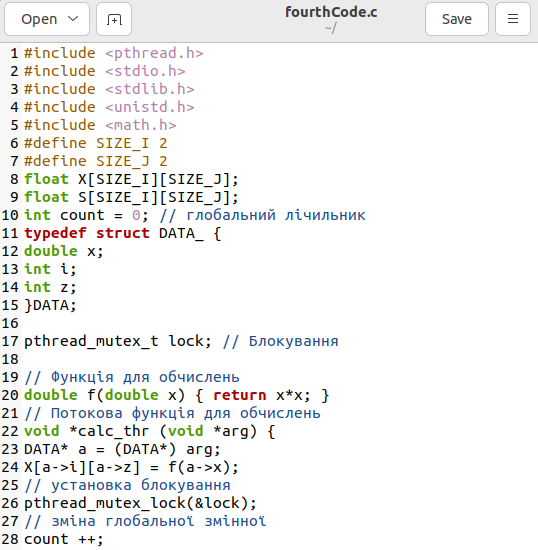 Open
fourthCode.c
~/
Save
1 #include <pthread.h>
2 #include <stdio.h>
3 #include <stdlib.h>
4 #include <unistd.h>
5 #include <math.h>
6 #define SIZE_I 2
7 #define SIZE_J 2
8 float X[SIZE_I][SIZE_J];
9 float S[SIZE_I][SIZE_J];
10 int count = 0; // глобальний лічильник
11 typedef struct DATA_ {
12 double x;
13 int i;
14 int z;
15 }DATA;
16
17 pthread_mutex_t lock; // Блокування
18
19 // Функція для обчислень
20 double f(double x) { return x*x; }
21 // Потокова функція для обчислень
22 void *calc_thr (void *arg) {
23 DATA* a = (DATA*) arg;
24 X[a->i][a->z] = f(a->x);
25 // установка блокування
26 pthread_mutex_lock(&lock);
27 // зміна глобальної змінної
28 count ++;